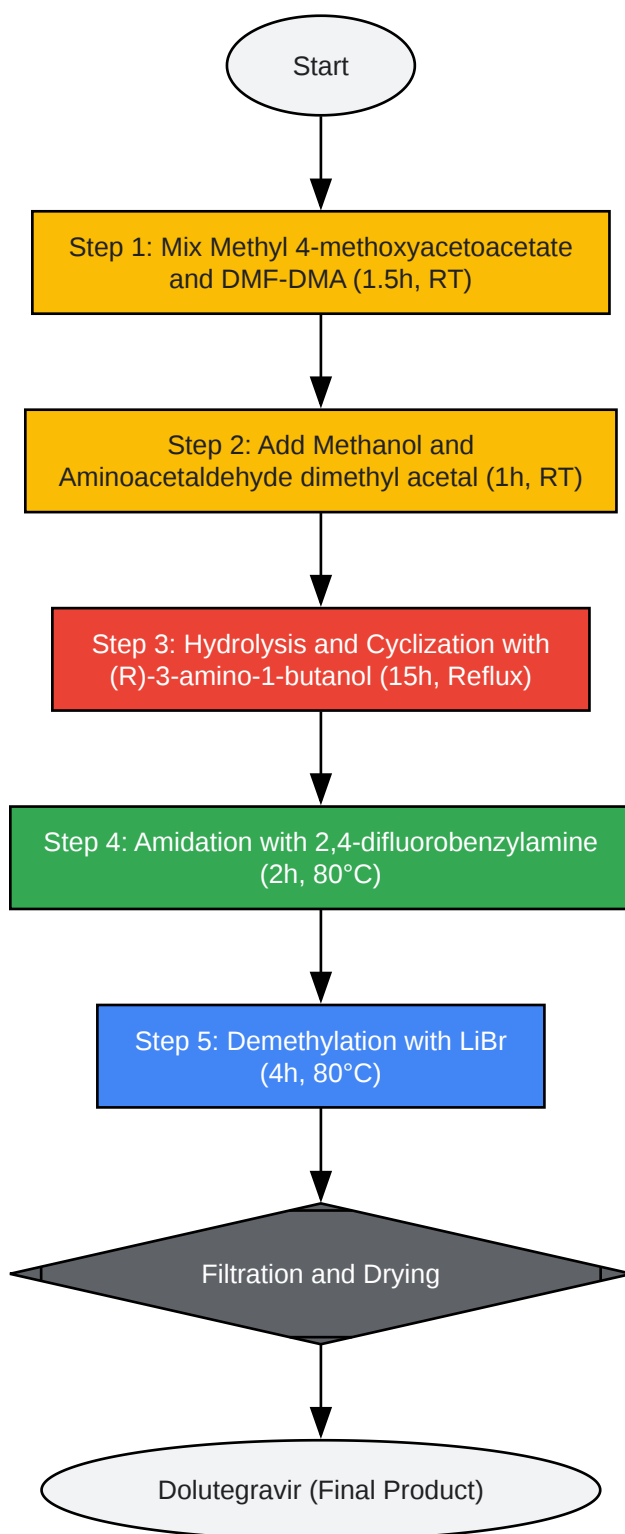 Start
Step 1: Mix Methyl 4-methoxyacetoacetate
and DMF-DMA (1.5h, RT)
Step 2: Add Methanol and
Aminoacetaldehyde dimethyl acetal (1h, RT)
Step 3: Hydrolysis and Cyclization with
(R)-3-amino-1-butanol (15h, Reflux)
Step 4: Amidation with 2,4-difluorobenzylamine
(2h, 80°C)
Step 5: Demethylation with LiBr
(4h, 80°C)
Filtration and Drying
Dolutegravir (Final Product)